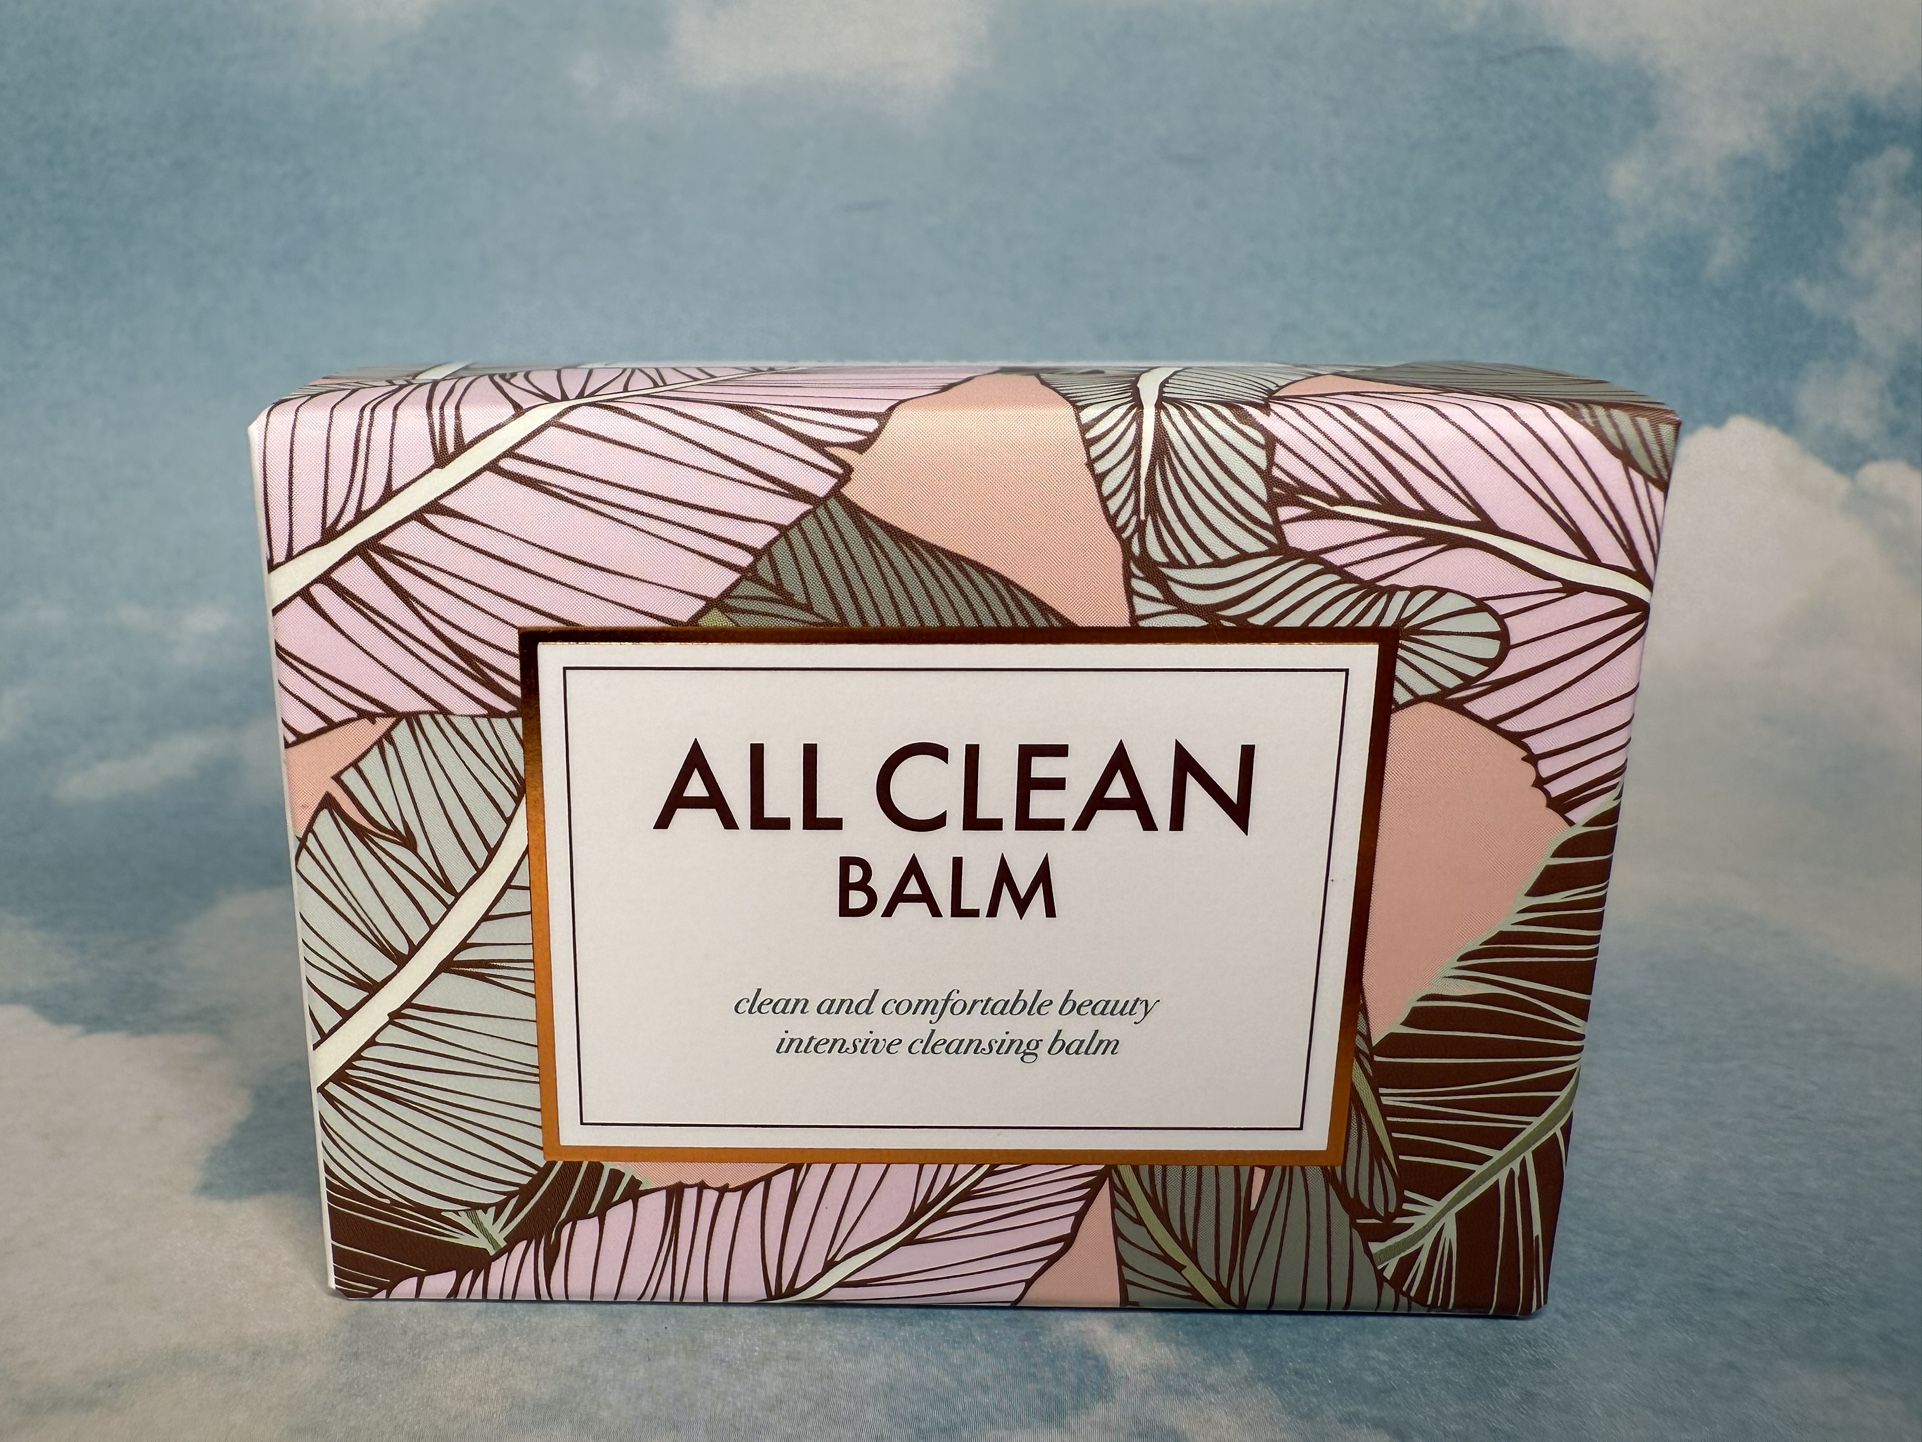 ALL CLEAN
BALM
clean and comfortable beauty
intensive cleansing balm